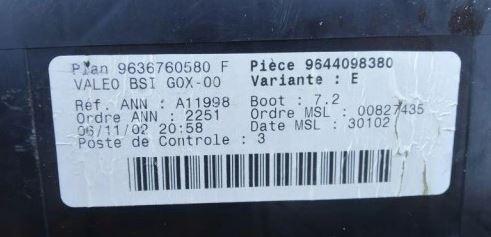 Plan 9636760580 F Pièce 9644098380
VALEO BSI G0X-00 Variante : E
Réf. ANN : A11998 Boot : 7.2
Ordre ANN : 2251 Ordre MSL : 00827435
06/11/02 20:58 Date MSL : 30102
Poste de Controle : 3